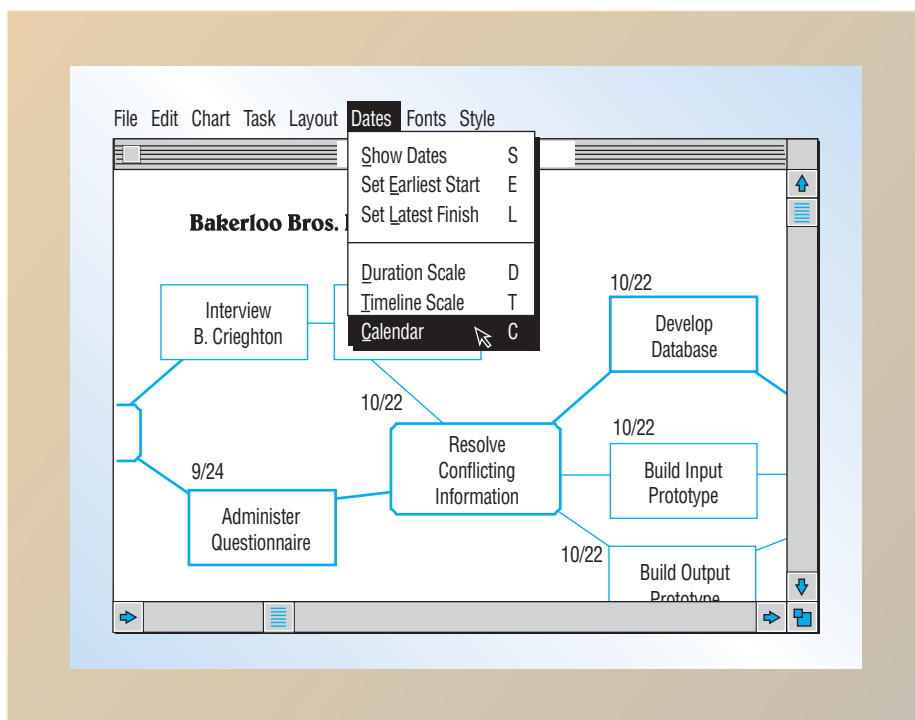 File Edit Chart Task Layout Dates Fonts Style
Show Dates S
Set Earliest Start E
Set Latest Finish L
Duration Scale D
Timeline Scale T
Calendar C
Bakerloo Bros.
Interview
B. Crieghton
10/22
Develop
Database
10/22
Resolve
Conflicting
Information
10/22
Build Input
Prototype
9/24
Administer
Questionnaire
10/22
Build Output
Prototype